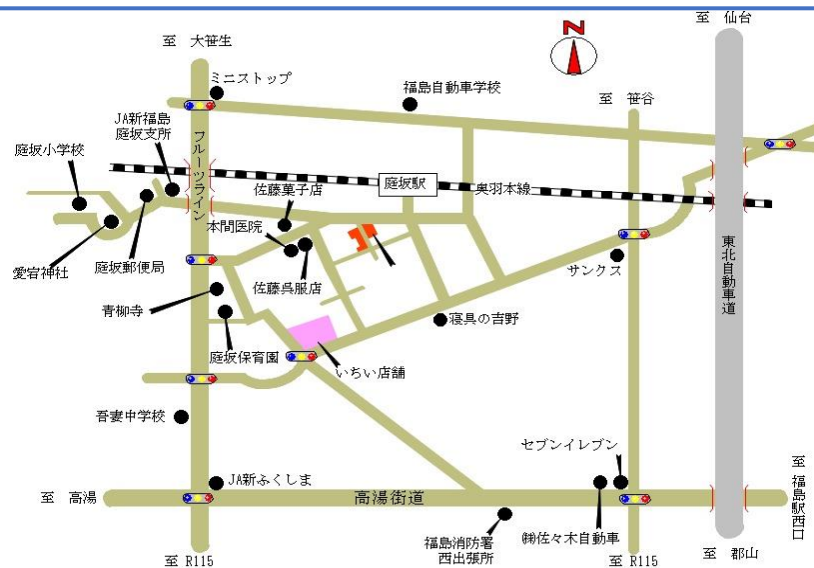 至 仙台
N
至 大笹生
ミニストップ
福島自動車学校
至 笹谷
JA新福島
庭坂支所
庭坂小学校
フルーツライン
佐藤菓子店
庭坂駅
奥羽本線
本間医院
愛宕神社
庭坂郵便局
佐藤呉服店
サンクス
東北自動車道
青柳寺
寝具の吉野
庭坂保育園
いちい店舗
吾妻中学校
セブンイレブン
JA新ふくしま
至 高湯
高湯街道
至 福島駅西口
福島消防署
西出張所
㈱佐々木自動車
至 R115
至 R115
至 郡山